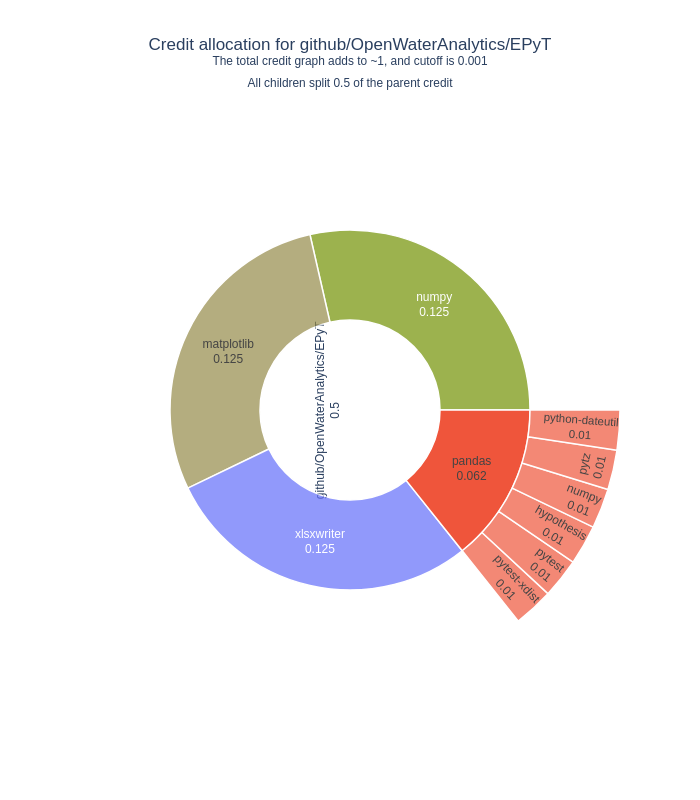 Credit allocation for github/OpenWaterAnalytics/EPyT
The total credit graph adds to ~1, and cutoff is 0.001
All children split 0.5 of the parent credit
numpy
0.125
matplotlib
0.125
github/OpenWaterAnalytics/EPyT
0.5
python-dateutil
0.01
pytz
0.01
pandas
0.062
numpy
0.01
hypothesis
0.01
xlsxwriter
0.125
pytest
0.01
pytest-xdist
0.01